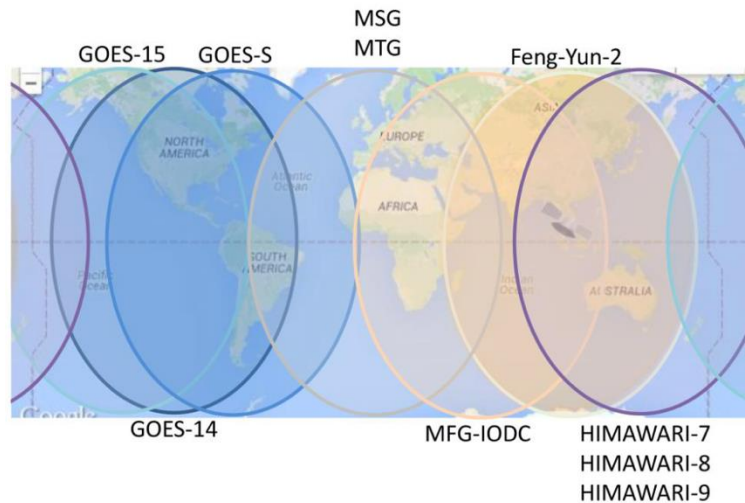 MSG
MTG
GOES-15
GOES-S
Feng-Yun-2
NORTH
AMERICA
Atlantic
Ocean
EUROPE
ASIA
AFRICA
Pacific
Ocean
SOUTH
AMERICA
Indian
Ocean
AUSTRALIA
Google
GOES-14
MFG-IODC
HIMAWARI-7
HIMAWARI-8
HIMAWARI-9